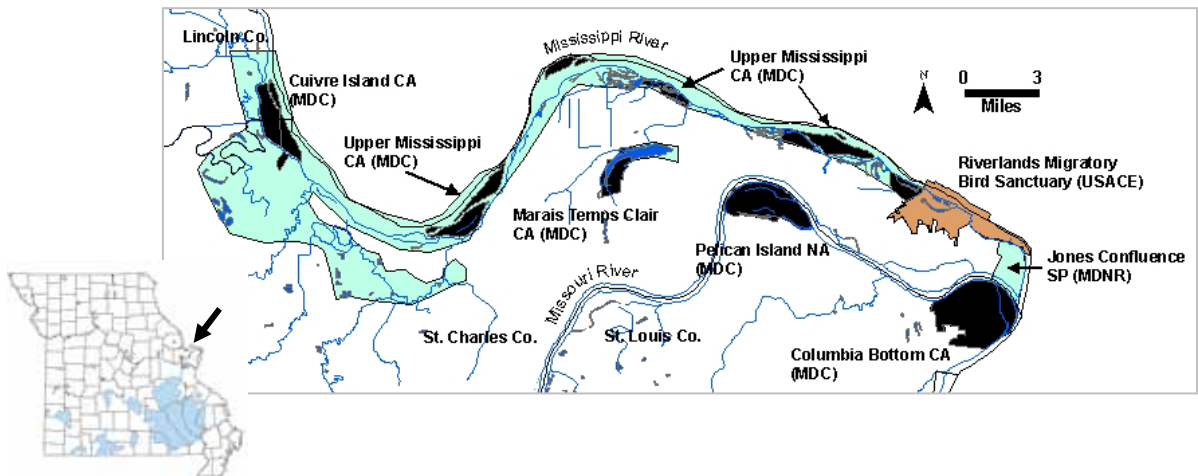 Lincoln Co.
Cuivre Island CA
(MDC)
Mississippi River
Upper Mississippi
CA (MDC)
N
0 3
Miles
Upper Mississippi
CA (MDC)
Riverlands Migratory
Bird Sanctuary (USACE)
Marais Temps Clair
CA (MDC)
Pelican Island NA
(MDC)
Jones Confluence
SP (MDNR)
Missouri River
St. Charles Co.
St. Louis Co.
Columbia Bottom CA
(MDC)